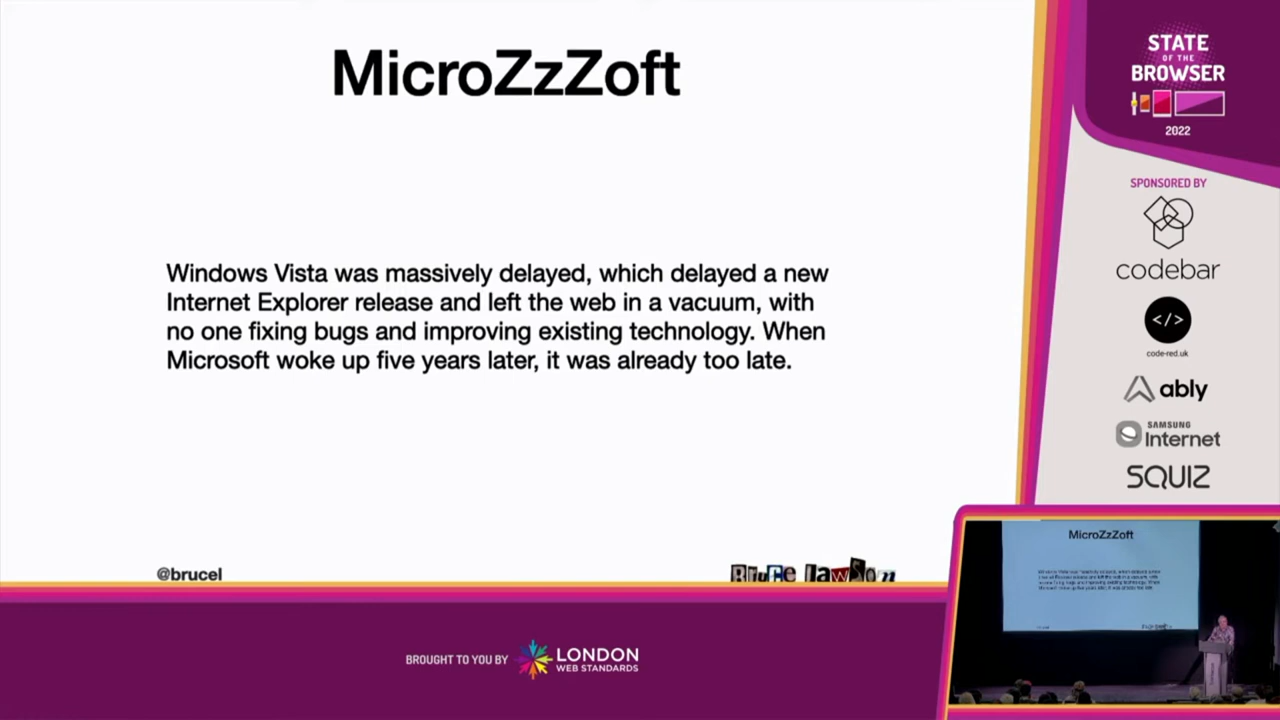 MicroZzZoft
Windows Vista was massively delayed, which delayed a new
Internet Explorer release and left the web in a vacuum, with
no one fixing bugs and improving existing technology. When
Microsoft woke up five years later, it was already too late.
@brucel
Bruce Lawson
STATE
OF THE
BROWSER
2022
SPONSORED BY
codebar
</>
code-red.uk
ably
SAMSUNG
Internet
SQUIZ
BROUGHT TO YOU BY
LONDON
WEB STANDARDS
MicroZzZoft